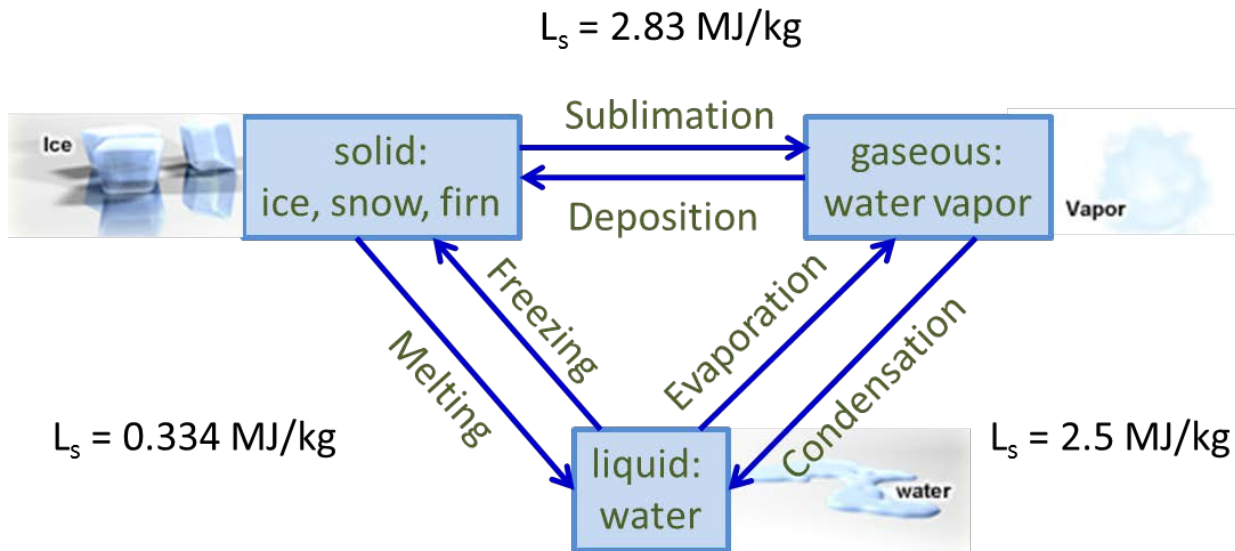 Lₛ = 2.83 MJ/kg
Sublimation
Ice
solid:
ice, snow, firn
gaseous:
water vapor
Vapor
Deposition
Freezing
Melting
Evaporation
Condensation
Lₛ = 0.334 MJ/kg
Lₛ = 2.5 MJ/kg
liquid:
water
water